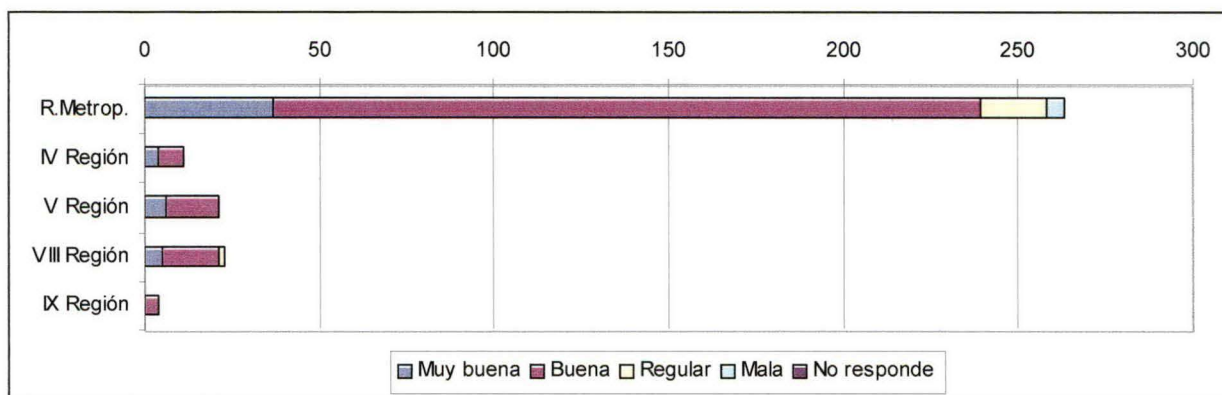 0 50 100 150 200 250 300
R.Metrop.
IV Región
V Región
VIII Región
IX Región
Muy buena Buena Regular Mala No responde